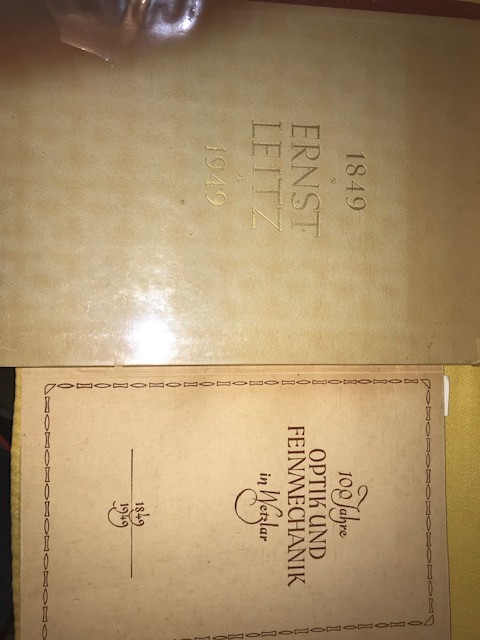 1849
ERNST
LEITZ
1949
100 Jahre
OPTIK UND
FEINMECHANIK
in Wetzlar
1849
1949